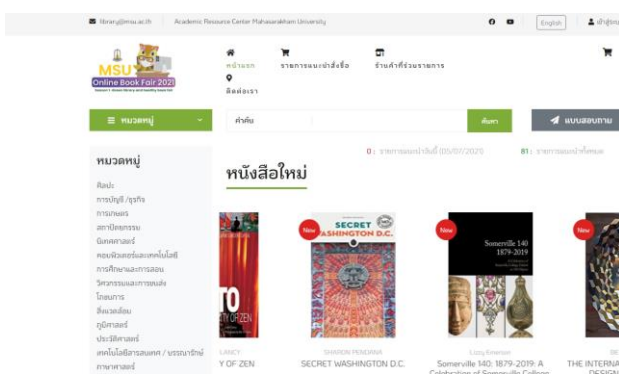 library@msu.ac.th
Academic Resource Center Mahasarakham University
English
MSU
Online Book Fair 2021
หน้าแรก
รายการแนะนำสั่งซื้อ
ร้านค้าที่ร่วมรายการ
ติดต่อเรา
หมวดหมู่
คำค้น
ค้นหา
แบบสอบถาม
0 : รายการแนะนำวันนี้ (05/07/2021)
81 : รายการแนะนำทั้งหมด
หมวดหมู่
ศิลปะ
การบัญชี /ธุรกิจ
การเกษตร
สถาปัตยกรรม
นิเทศศาสตร์
คอมพิวเตอร์และเทคโนโลยี
การศึกษาและการสอน
วิศวกรรมและการขนส่ง
โภชนาการ
สิ่งแวดล้อม
ภูมิศาสตร์
ประวัติศาสตร์
เทคโนโลยีสารสนเทศ / บรรณารักษ์
ภาษาศาสตร์
หนังสือใหม่
TY OF ZEN
LANCY
Y OF ZEN
New
SECRET
WASHINGTON D.C.
SHARON PENDANA
SECRET WASHINGTON D.C.
New
Somerville 140
1879-2019
Lizzy Emerson
Somerville 140: 1879-2019: A
Celebration of Somerville College
New
THE INTERNA
DESIGN